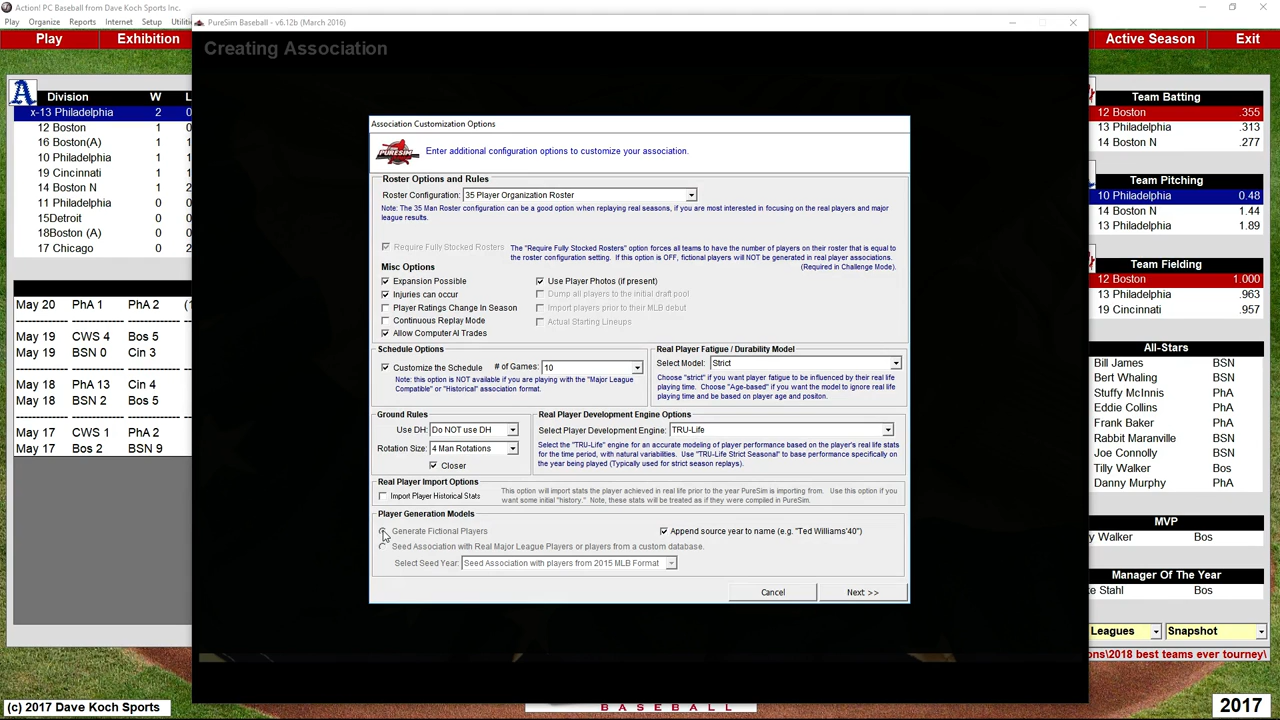 Action! PC Baseball from Dave Koch Sports Inc.
Play Organize Reports Internet Setup
Play Exhibition Active Season Exit
PureSim Baseball - v6.12b (March 2016)
Creating Association
Division W
x-13 Philadelphia 2 0
12 Boston 1 0
16 Boston(A) 1 1
10 Philadelphia 1 1
19 Cincinnati 1 1
14 Boston N 1 2
11 Philadelphia 0 0
15Detroit 0 0
18Boston (A) 0 0
17 Chicago 0 0
May 20 PhA 1 PhA 2
May 19 CWS 4 Bos 5
May 19 BSN 0 Cin 3
May 18 PhA 13 Cin 4
May 18 BSN 2 Bos 5
May 17 CWS 1 PhA 2
May 17 Bos 2 BSN 9
Association Customization Options
PURESIM
Enter additional configuration options to customize your association.
Roster Options and Rules
Roster Configuration: 35 Player Organization Roster
Note: The 35 Man Roster configuration can be a good option when replaying real seasons, if you are most interested in focusing on the real players and major
league results.
Require Fully Stocked Rosters
The "Require Fully Stocked Rosters" option forces all teams to have the number of players on their roster that is equal to
the roster configuration setting. If this option is OFF, fictional players will NOT be generated in real player associations.
(Required in Challenge Mode).
Misc Options
Expansion Possible
Injuries can occur
Player Ratings Change In Season
Continuous Replay Mode
Allow Computer AI Trades
Use Player Photos (if present)
Dump all players to the initial draft pool
Import players prior to their MLB debut
Actual Starting Lineups
Schedule Options
Customize the Schedule # of Games: 10
Note: this option is NOT available if you are playing with the "Major League
Compatible" or "Historical" association format.
Real Player Fatigue / Durability Model
Select Model: Strict
Choose "strict" if you want player fatigue to be influenced by their real life
playing time. Choose "Age-based" if you want the model to ignore real life
playing time and be based on player age and positon.
Ground Rules
Use DH: Do NOT use DH
Rotation Size: 4 Man Rotations
Closer
Real Player Development Engine Options
Select Player Development Engine: TRU-Life
Select the "TRU-Life" engine for an accurate modeling of player performance based on the player's real life stats
for the time period, with natural variabilities. Use "TRU-Life Strict Seasonal" to base performance specifically on
the year being played (Typically used for strict season replays).
Real Player Import Options
Import Player Historical Stats
This option will import stats the player achieved in real life prior to the year PureSim is importing from. Use this option if you
want some initial "history". Note, these stats will be treated as if they were compiled in PureSim.
Player Generation Models
Generate Fictional Players
Append source year to name (e.g. "Ted Williams'40")
Seed Association with Real Major League Players or players from a custom database.
Select Seed Year: Seed Association with players from 2015 MLB Format
Cancel Next >>
Team Batting
12 Boston .355
13 Philadelphia .313
14 Boston N .277
Team Pitching
10 Philadelphia 0.48
14 Boston N 1.44
13 Philadelphia 1.89
Team Fielding
12 Boston 1.000
13 Philadelphia .963
19 Cincinnati .957
All-Stars
Bill James BSN
Bert Whaling BSN
Stuffy McInnis PhA
Eddie Collins PhA
Frank Baker PhA
Rabbit Maranville BSN
Joe Connolly BSN
Tilly Walker Bos
Danny Murphy PhA
MVP
y Walker Bos
Manager Of The Year
ke Stahl Bos
Leagues Snapshot
ons\2018 best teams ever tourney\
(c) 2017 Dave Koch Sports
BASEBALL
2017